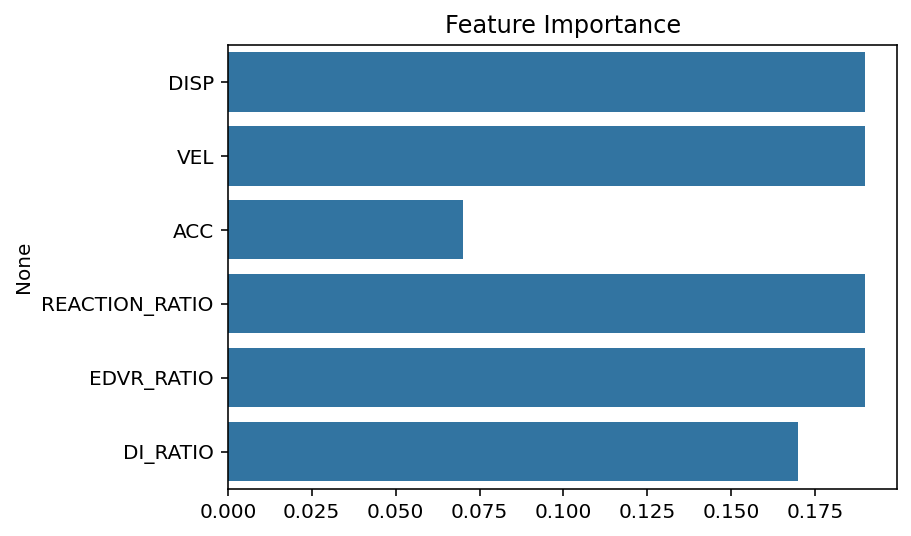 Feature Importance
DISP
VEL
ACC
REACTION_RATIO
EDVR_RATIO
DI_RATIO
None
0.000 0.025 0.050 0.075 0.100 0.125 0.150 0.175